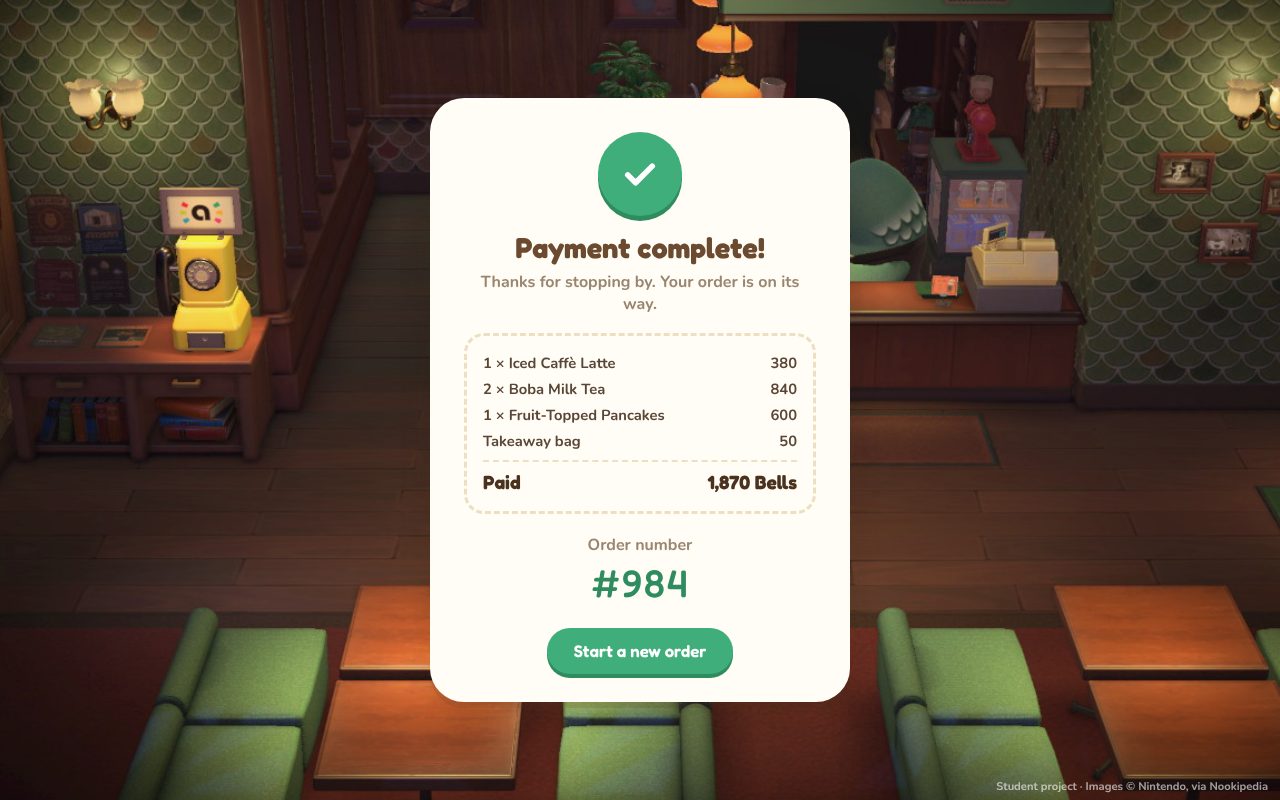 a
Payment complete!
Thanks for stopping by. Your order is on its
way.
1 × Iced Caffè Latte 380
2 × Boba Milk Tea 840
1 × Fruit-Topped Pancakes 600
Takeaway bag 50
Paid 1,870 Bells
Order number
#984
Start a new order
Student project · Images © Nintendo, via Nookipedia